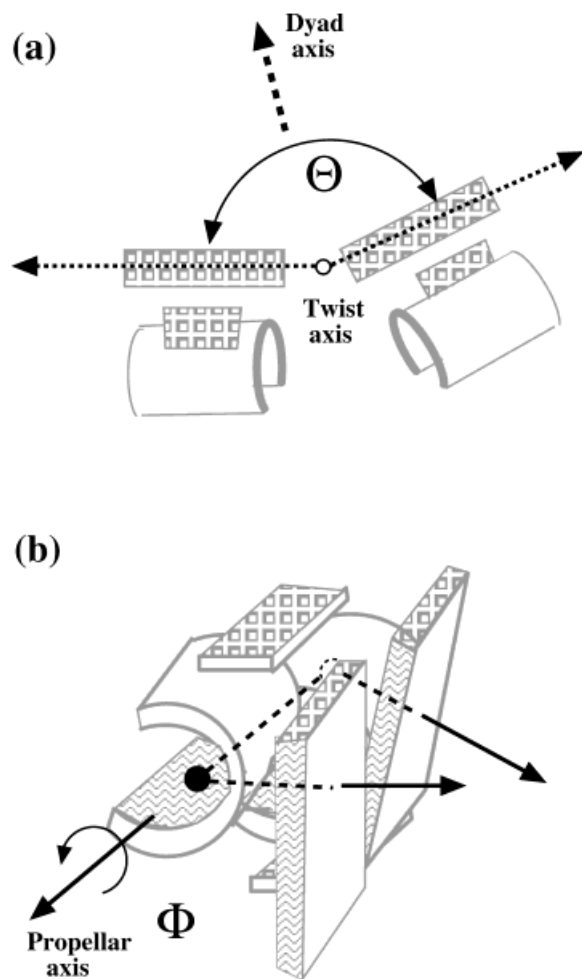 (a)
Dyad
axis
Θ
Twist
axis
(b)
Φ
Propellar
axis